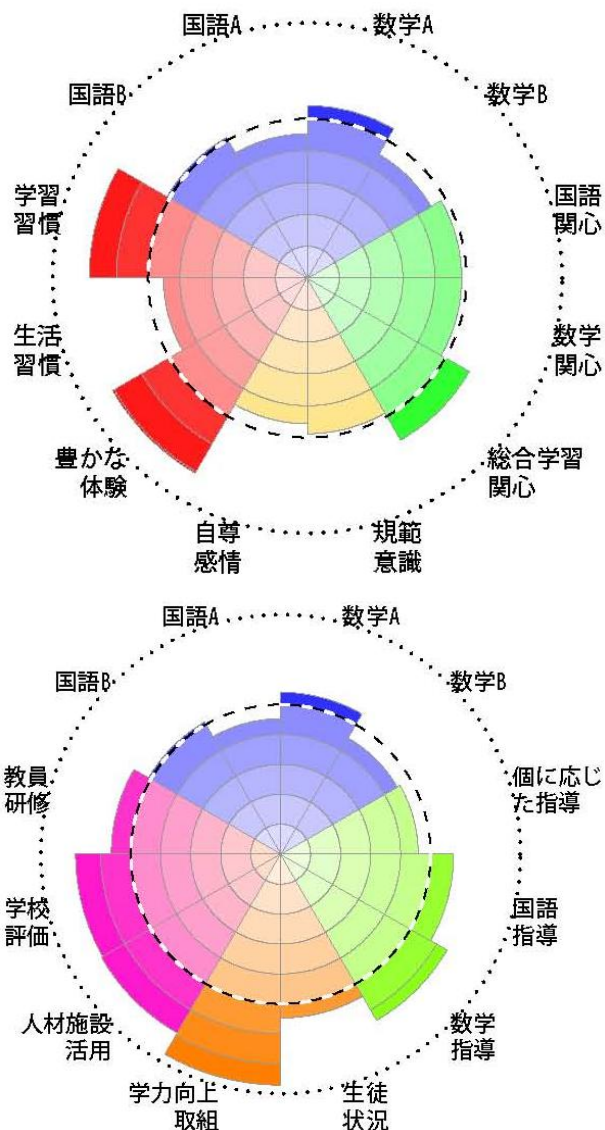 国語A
数学A
国語B
数学B
学習
習慣
国語
関心
生活
習慣
数学
関心
豊かな
体験
総合学習
関心
自尊
感情
規範
意識
国語A
数学A
国語B
数学B
教員
研修
個に応じ
た指導
学校
評価
国語
指導
人材施設
活用
数学
指導
学力向上
取組
生徒
状況